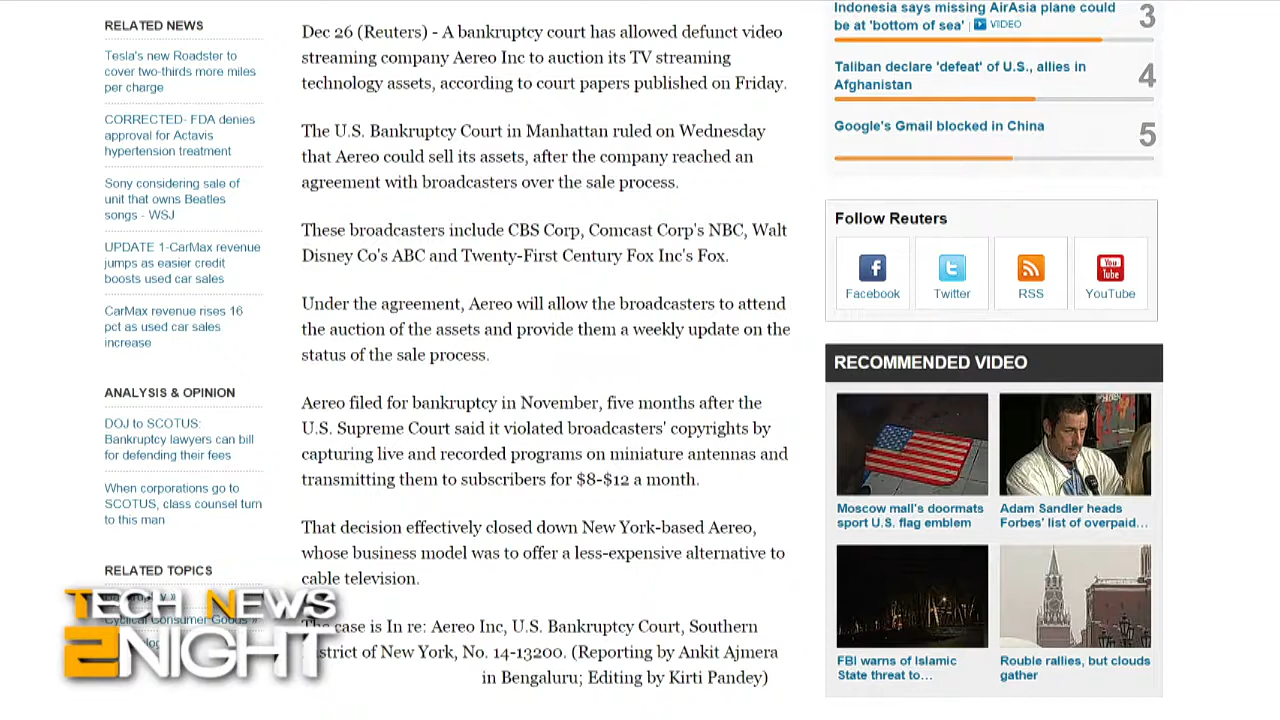 RELATED NEWS
Tesla's new Roadster to
cover two-thirds more miles
per charge
CORRECTED- FDA denies
approval for Actavis
hypertension treatment
Sony considering sale of
unit that owns Beatles
songs - WSJ
UPDATE 1-CarMax revenue
jumps as easier credit
boosts used car sales
CarMax revenue rises 16
pct as used car sales
increase
ANALYSIS & OPINION
DOJ to SCOTUS:
Bankruptcy lawyers can bill
for defending their fees
When corporations go to
SCOTUS, class counsel turn
to this man
RELATED TOPICS
Cyclical Consumer Goods »
TECH NEWS
2NIGHT
Dec 26 (Reuters) - A bankruptcy court has allowed defunct video
streaming company Aereo Inc to auction its TV streaming
technology assets, according to court papers published on Friday.
The U.S. Bankruptcy Court in Manhattan ruled on Wednesday
that Aereo could sell its assets, after the company reached an
agreement with broadcasters over the sale process.
These broadcasters include CBS Corp, Comcast Corp's NBC, Walt
Disney Co's ABC and Twenty-First Century Fox Inc's Fox.
Under the agreement, Aereo will allow the broadcasters to attend
the auction of the assets and provide them a weekly update on the
status of the sale process.
Aereo filed for bankruptcy in November, five months after the
U.S. Supreme Court said it violated broadcasters' copyrights by
capturing live and recorded programs on miniature antennas and
transmitting them to subscribers for $8-$12 a month.
That decision effectively closed down New York-based Aereo,
whose business model was to offer a less-expensive alternative to
cable television.
case is In re: Aereo Inc, U.S. Bankruptcy Court, Southern
of New York, No. 14-13200. (Reporting by Ankit Ajmera
in Bengaluru; Editing by Kirti Pandey)
Indonesia says missing AirAsia plane could
be at 'bottom of sea' | VIDEO
3
Taliban declare 'defeat' of U.S., allies in
Afghanistan
4
Google's Gmail blocked in China
5
Follow Reuters
Facebook
Twitter
RSS
You
Tube
YouTube
RECOMMENDED VIDEO
Moscow mall's doormats
sport U.S. flag emblem
Adam Sandler heads
Forbes' list of overpaid...
FBI warns of Islamic
State threat to...
Rouble rallies, but clouds
gather